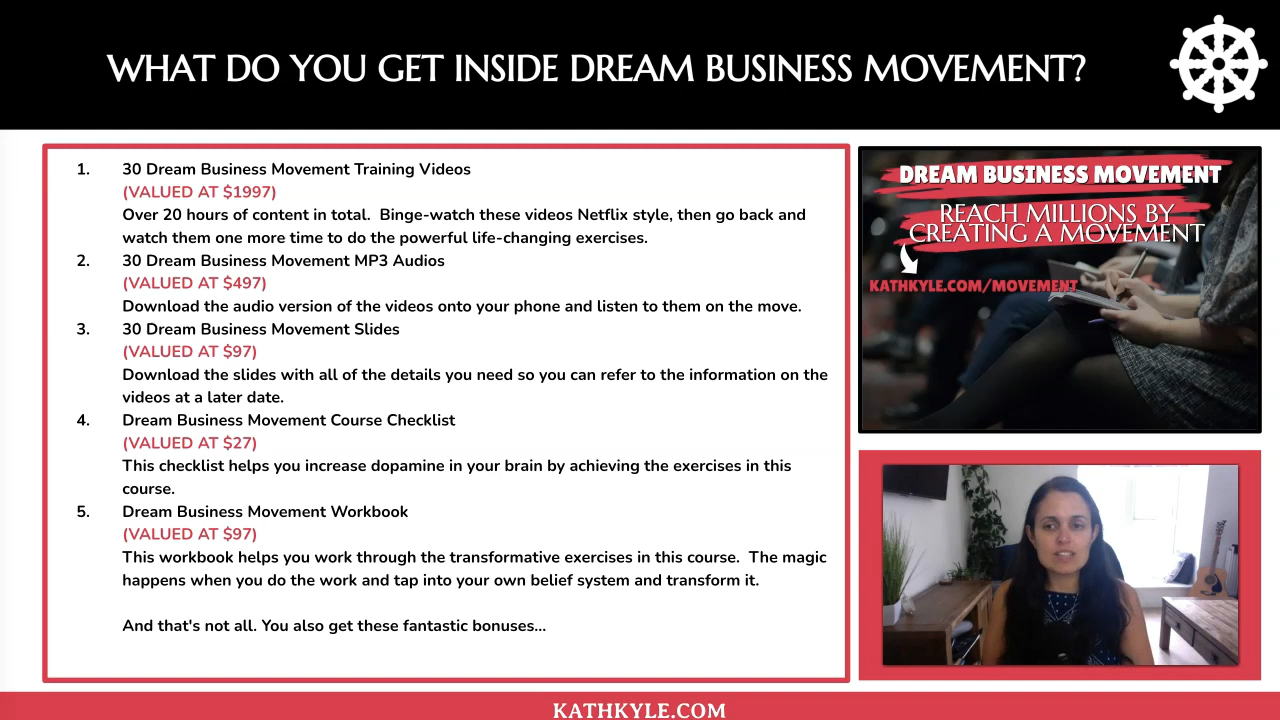 WHAT DO YOU GET INSIDE DREAM BUSINESS MOVEMENT?
1. 30 Dream Business Movement Training Videos
(VALUED AT $1997)
Over 20 hours of content in total.  Binge-watch these videos Netflix style, then go back and
watch them one more time to do the powerful life-changing exercises.
2. 30 Dream Business Movement MP3 Audios
(VALUED AT $497)
Download the audio version of the videos onto your phone and listen to them on the move.
3. 30 Dream Business Movement Slides
(VALUED AT $97)
Download the slides with all of the details you need so you can refer to the information on the
videos at a later date.
4. Dream Business Movement Course Checklist
(VALUED AT $27)
This checklist helps you increase dopamine in your brain by achieving the exercises in this
course.
5. Dream Business Movement Workbook
(VALUED AT $97)
This workbook helps you work through the transformative exercises in this course.  The magic
happens when you do the work and tap into your own belief system and transform it.
And that's not all. You also get these fantastic bonuses...
DREAM BUSINESS MOVEMENT
REACH MILLIONS BY
CREATING A MOVEMENT
KATHKYLE.COM/MOVEMENT
KATHKYLE.COM